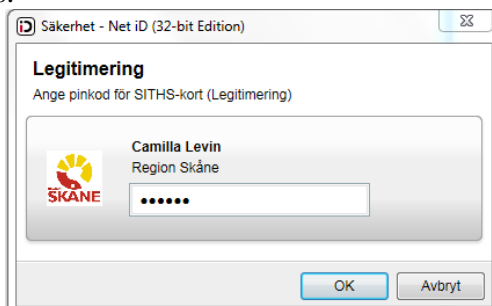 Säkerhet - Net iD (32-bit Edition)
Legitimering
Ange pinkod för SITHS-kort (Legitimering)
Camilla Levin
Region Skåne
SKÅNE
••••••
OK Avbryt